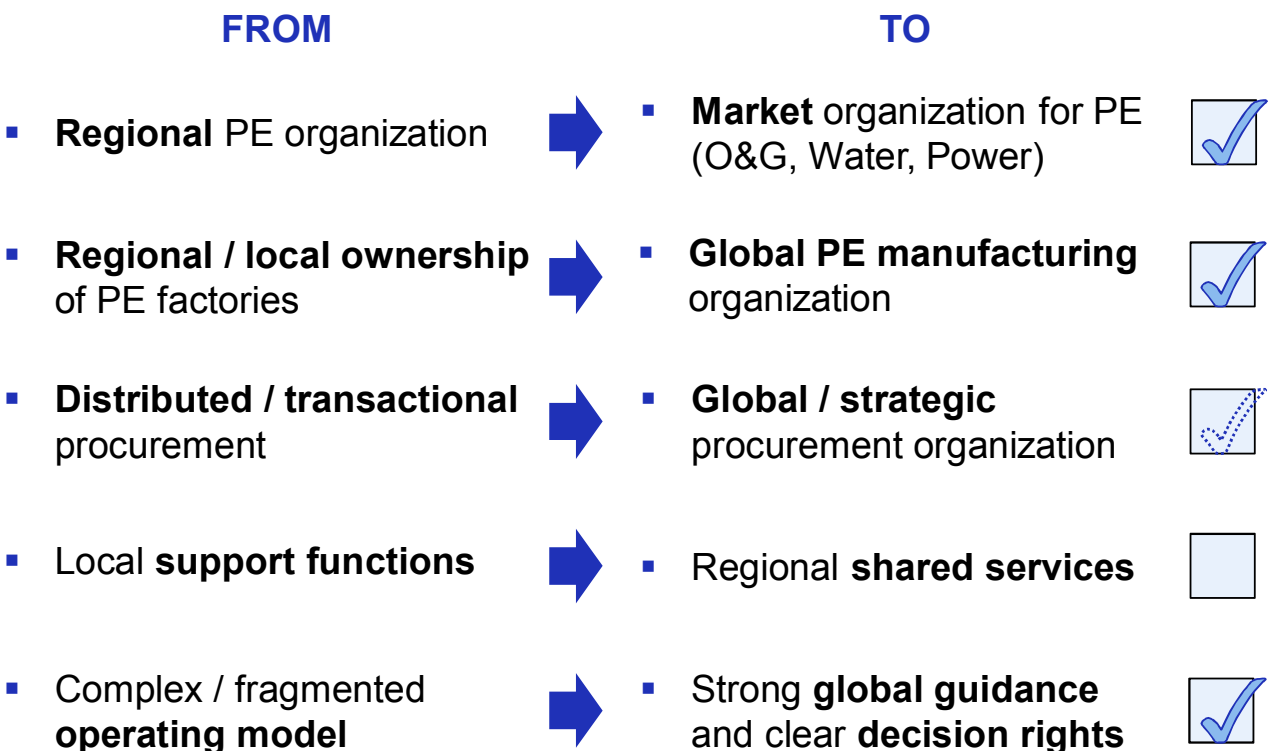 FROM
TO
▪ Regional PE organization
▪ Market organization for PE
(O&G, Water, Power)
▪ Regional / local ownership
of PE factories
▪ Global PE manufacturing
organization
▪ Distributed / transactional
procurement
▪ Global / strategic
procurement organization
▪ Local support functions
▪ Regional shared services
▪ Complex / fragmented
operating model
▪ Strong global guidance
and clear decision rights